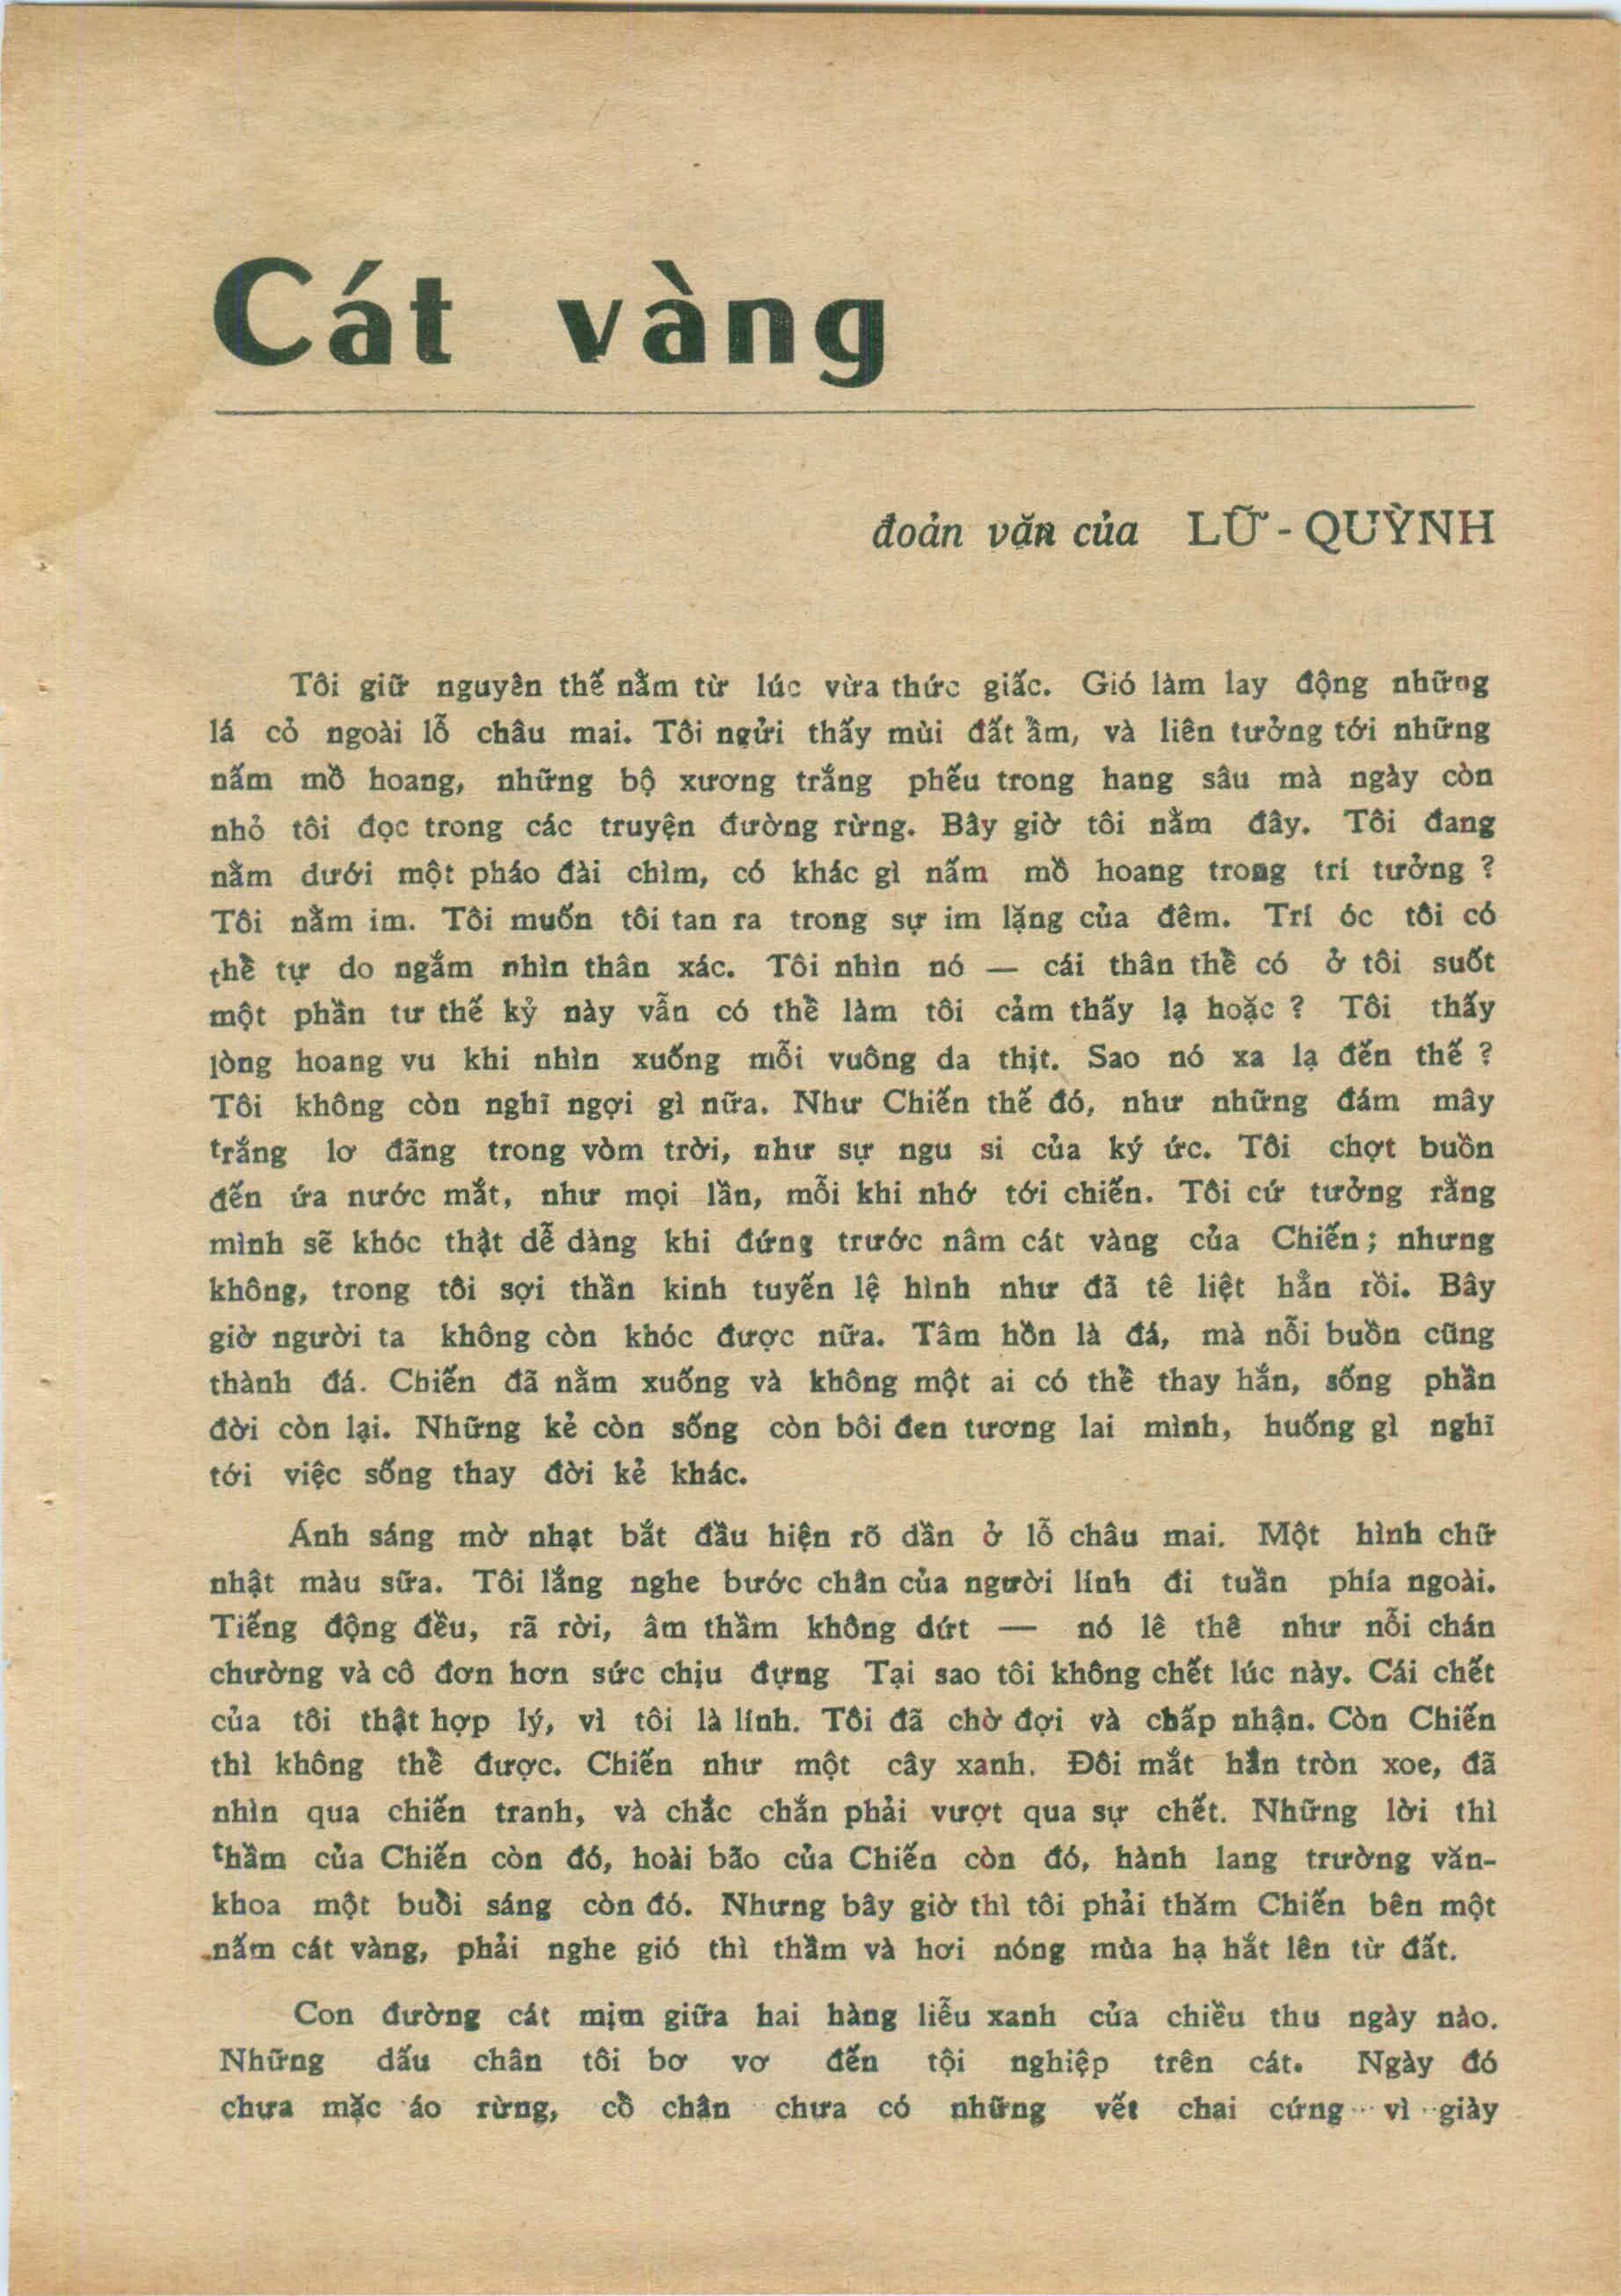 Cát vàng
đoản văn của LỮ-QUỲNH
Tôi giữ nguyên thế nằm từ lúc vừa thức giấc. Gió làm lay động những
lá cỏ ngoài lỗ châu mai. Tôi ngửi thấy mùi đất ẩm, và liên tưởng tới những
nấm mồ hoang, những bộ xương trắng phếu trong hang sâu mà ngày còn
nhỏ tôi đọc trong các truyện đường rừng. Bây giờ tôi nằm đây. Tôi đang
nằm dưới một pháo đài chìm, có khác gì nấm mồ hoang trong trí tưởng ?
Tôi nằm im. Tôi muốn tôi tan ra trong sự im lặng của đêm. Trí óc tôi có
thể tự do ngắm nhìn thân xác. Tôi nhìn nó — cái thân thể có ở tôi suốt
một phần tư thế kỷ này vẫn có thể làm tôi cảm thấy lạ hoặc ? Tôi thấy
lòng hoang vu khi nhìn xuống mỗi vuông da thịt. Sao nó xa lạ đến thế ?
Tôi không còn nghĩ ngợi gì nữa. Như Chiến thế đó, như những đám mây
trắng lơ đãng trong vòm trời, như sự ngu si của ký ức. Tôi chợt buồn
đến ứa nước mắt, như mọi lần, mỗi khi nhớ tới chiến. Tôi cứ tưởng rằng
mình sẽ khóc thật dễ dàng khi đứng trước nâm cát vàng của Chiến; nhưng
không, trong tôi sợi thần kinh tuyến lệ hình như đã tê liệt hẳn rồi. Bây
giờ người ta không còn khóc được nữa. Tâm hồn là đá, mà nỗi buồn cũng
thành đá. Chiến đã nằm xuống và không một ai có thể thay hắn, sống phần
đời còn lại. Những kẻ còn sống còn bôi đen tương lai mình, huống gì nghĩ
tới việc sống thay đời kẻ khác.
Ánh sáng mờ nhạt bắt đầu hiện rõ dần ở lỗ châu mai. Một hình chữ
nhật màu sữa. Tôi lắng nghe bước chân của người lính đi tuần phía ngoài.
Tiếng động đều, rã rời, âm thầm không dứt — nó lê thê như nỗi chán
chường và cô đơn hơn sức chịu đựng Tại sao tôi không chết lúc này. Cái chết
của tôi thật hợp lý, vì tôi là lính. Tôi đã chờ đợi và chấp nhận. Còn Chiến
thì không thể được. Chiến như một cây xanh. Đôi mắt hắn tròn xoe, đã
nhìn qua chiến tranh, và chắc chắn phải vượt qua sự chết. Những lời thì
thầm của Chiến còn đó, hoài bão của Chiến còn đó, hành lang trường văn-
khoa một buổi sáng còn đó. Nhưng bây giờ thì tôi phải thăm Chiến bên một
nấm cát vàng, phải nghe gió thì thầm và hơi nóng mùa hạ hắt lên từ đất.
Con đường cát mịm giữa hai hàng liễu xanh của chiều thu ngày nào.
Những dấu chân tôi bơ vơ đến tội nghiệp trên cát. Ngày đó
chưa mặc áo rừng, cổ chân chưa có những vết chai cứng vì giày